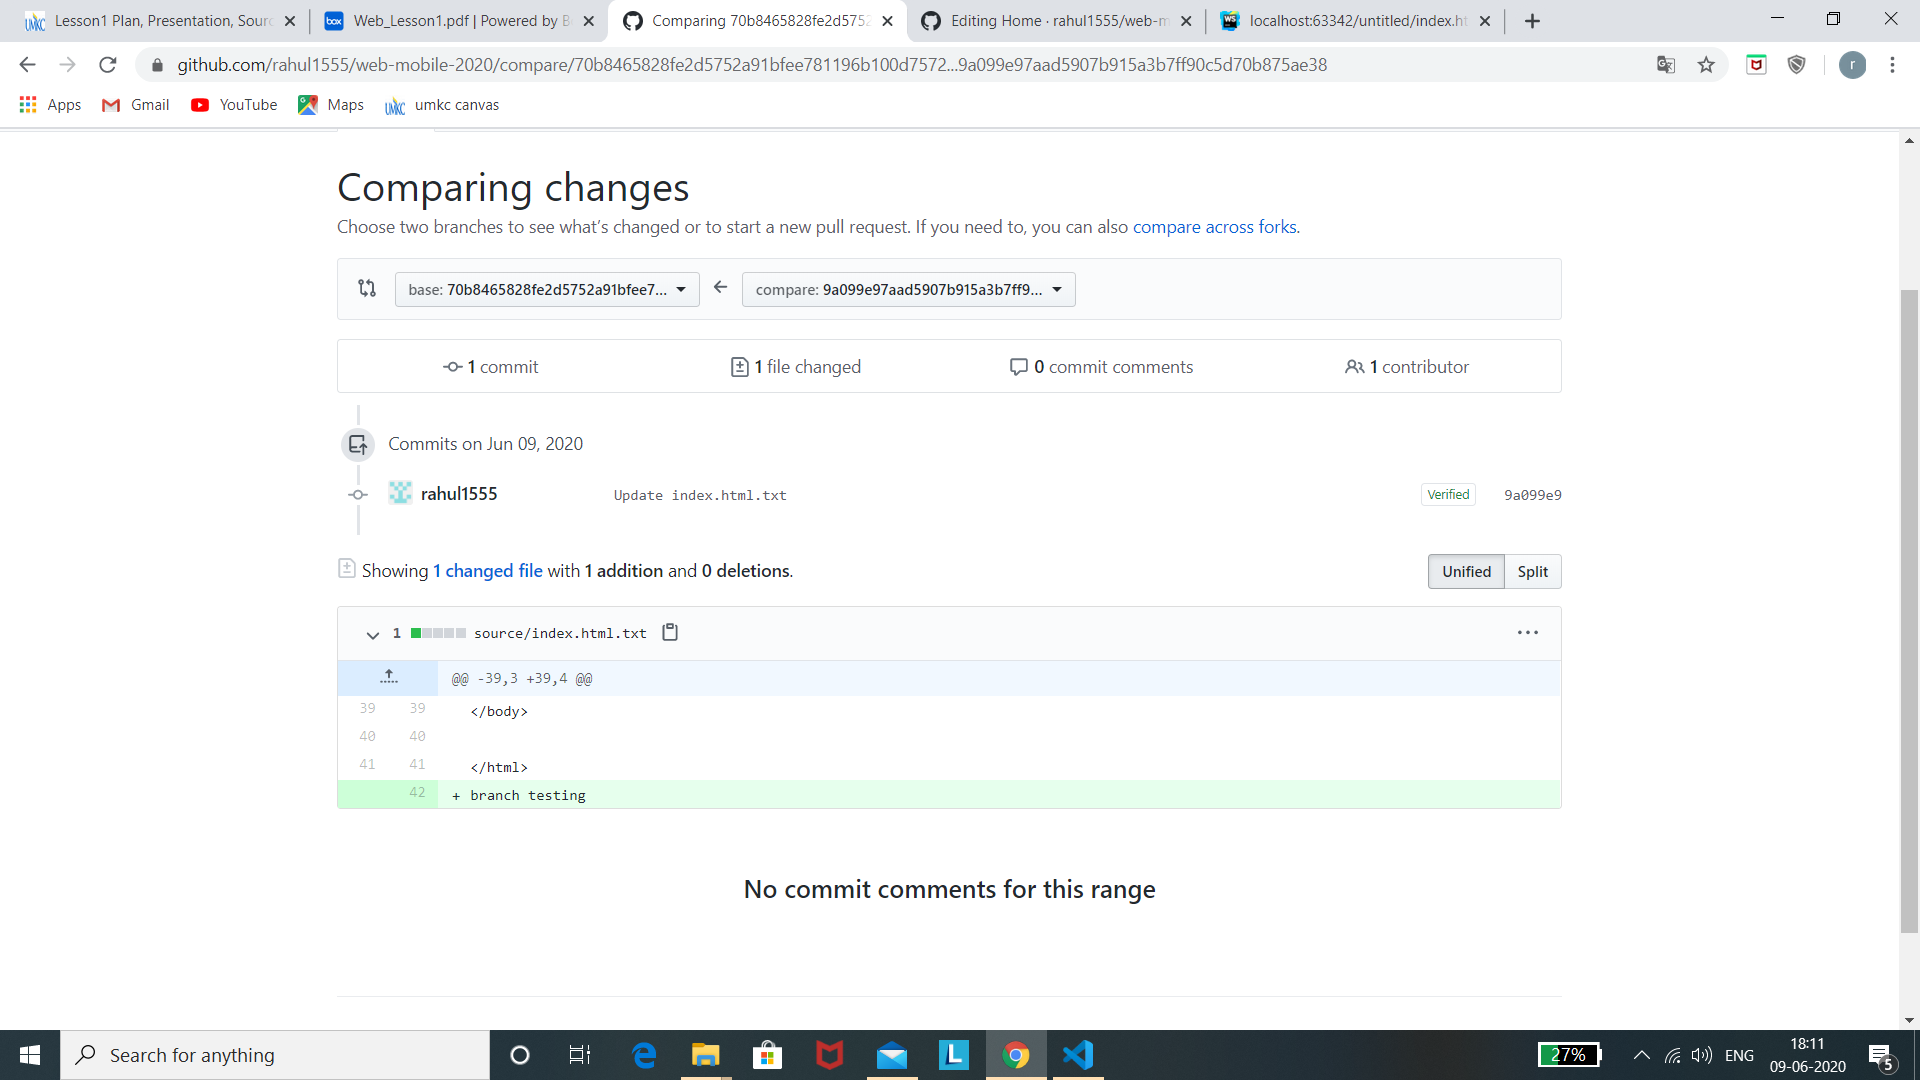 Lesson1 Plan, Presentation, Sour
Web_Lesson1.pdf | Powered by B
Comparing 70b8465828fe2d5752
Editing Home · rahul1555/web-m
localhost:63342/untitled/index.ht
github.com/rahul1555/web-mobile-2020/compare/70b8465828fe2d5752a91bfee781196b100d7572...9a099e97aad5907b915a3b7ff90c5d70b875ae38
r
Apps Gmail YouTube Maps umkc canvas
Comparing changes
Choose two branches to see what's changed or to start a new pull request. If you need to, you can also compare across forks.
base: 70b8465828fe2d5752a91bfee7... compare: 9a099e97aad5907b915a3b7ff9...
1 commit 1 file changed 0 commit comments 1 contributor
Commits on Jun 09, 2020
rahul1555 Update index.html.txt Verified 9a099e9
Showing 1 changed file with 1 addition and 0 deletions. Unified Split
1 source/index.html.txt
@@ -39,3 +39,4 @@
39 39 </body>
40 40
41 41 </html>
42 + branch testing
No commit comments for this range
Search for anything
27%
ENG
18:11
09-06-2020
5